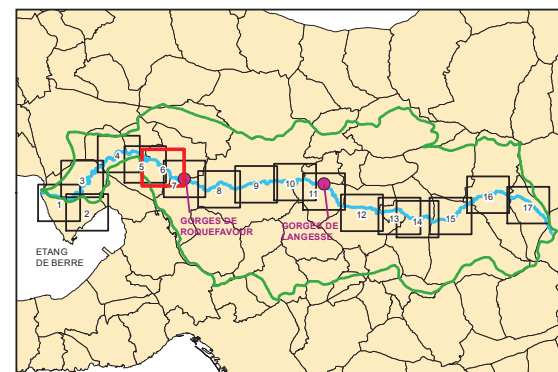 1
2
3
4
5
6
7
8
9
10
11
12
13
14
15
16
17
GORGES DE
ROQUEFAVOUR
GORGES DE
LANGESSE
ETANG
DE BERRE